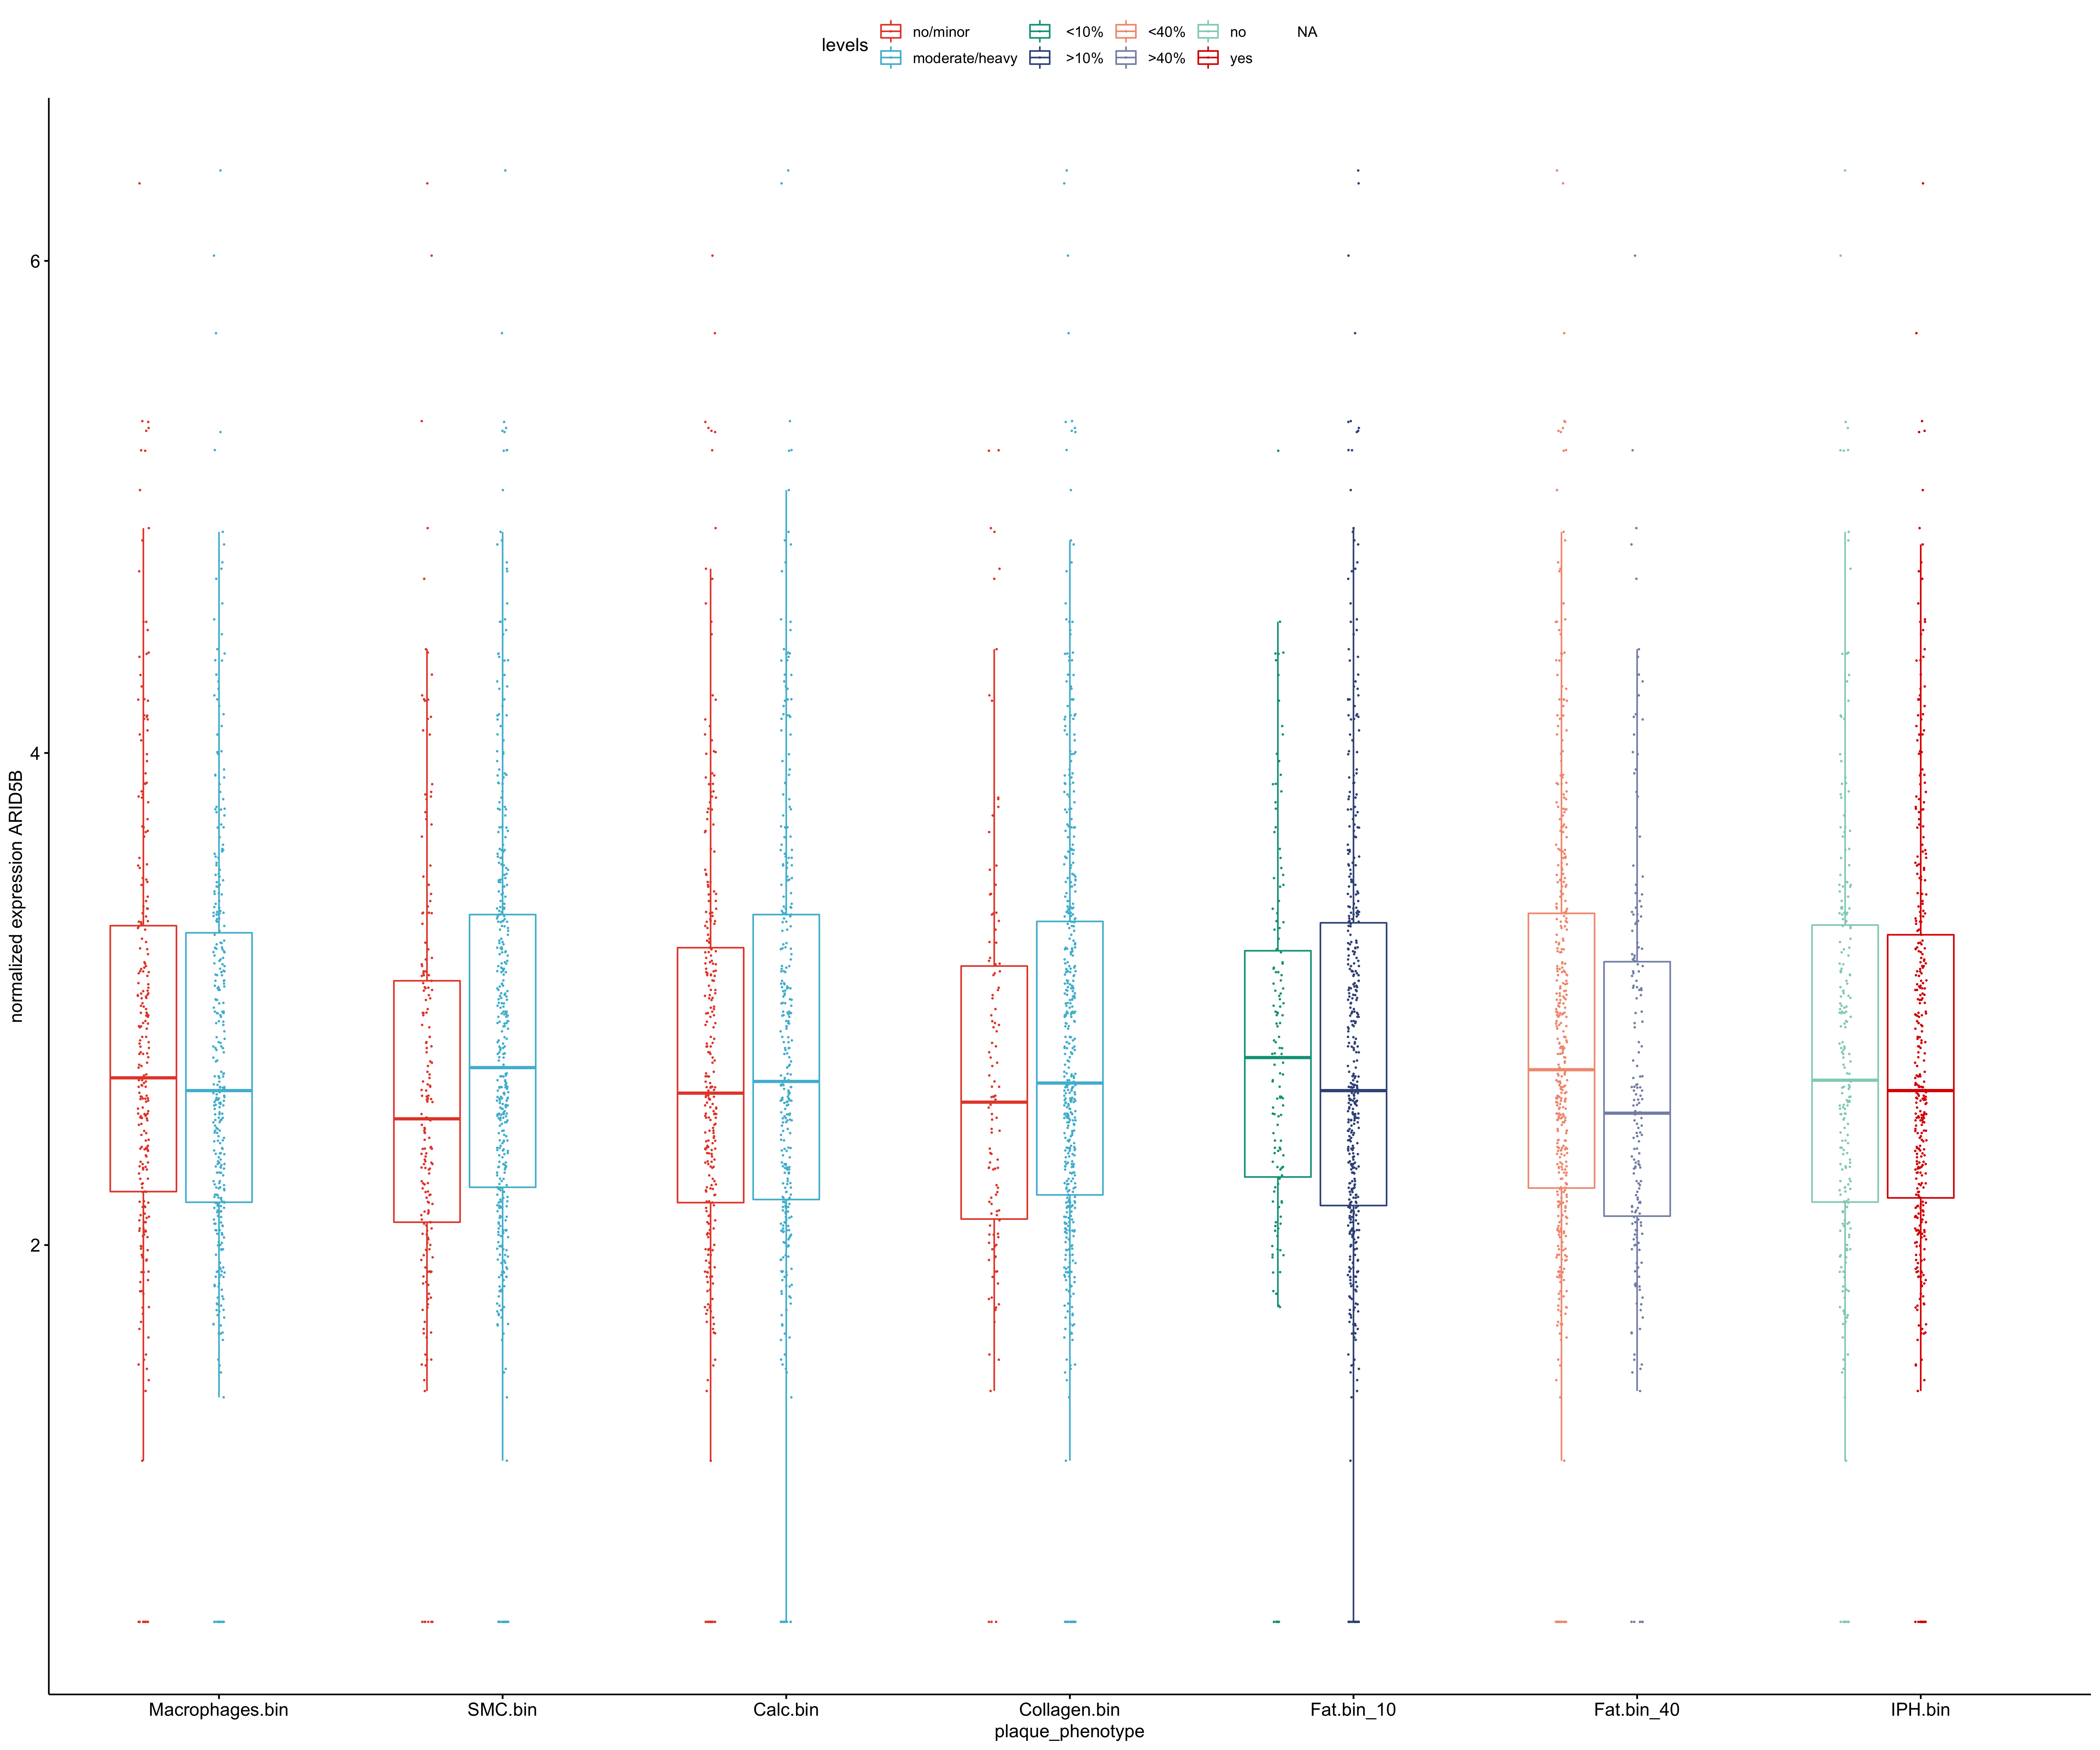 levels no/minor <10% <40% no NA
moderate/heavy >10% >40% yes
normalized expression ARID5B
6
4
2
Macrophages.bin SMC.bin Calc.bin Collagen.bin Fat.bin_10 Fat.bin_40 IPH.bin
plaque_phenotype